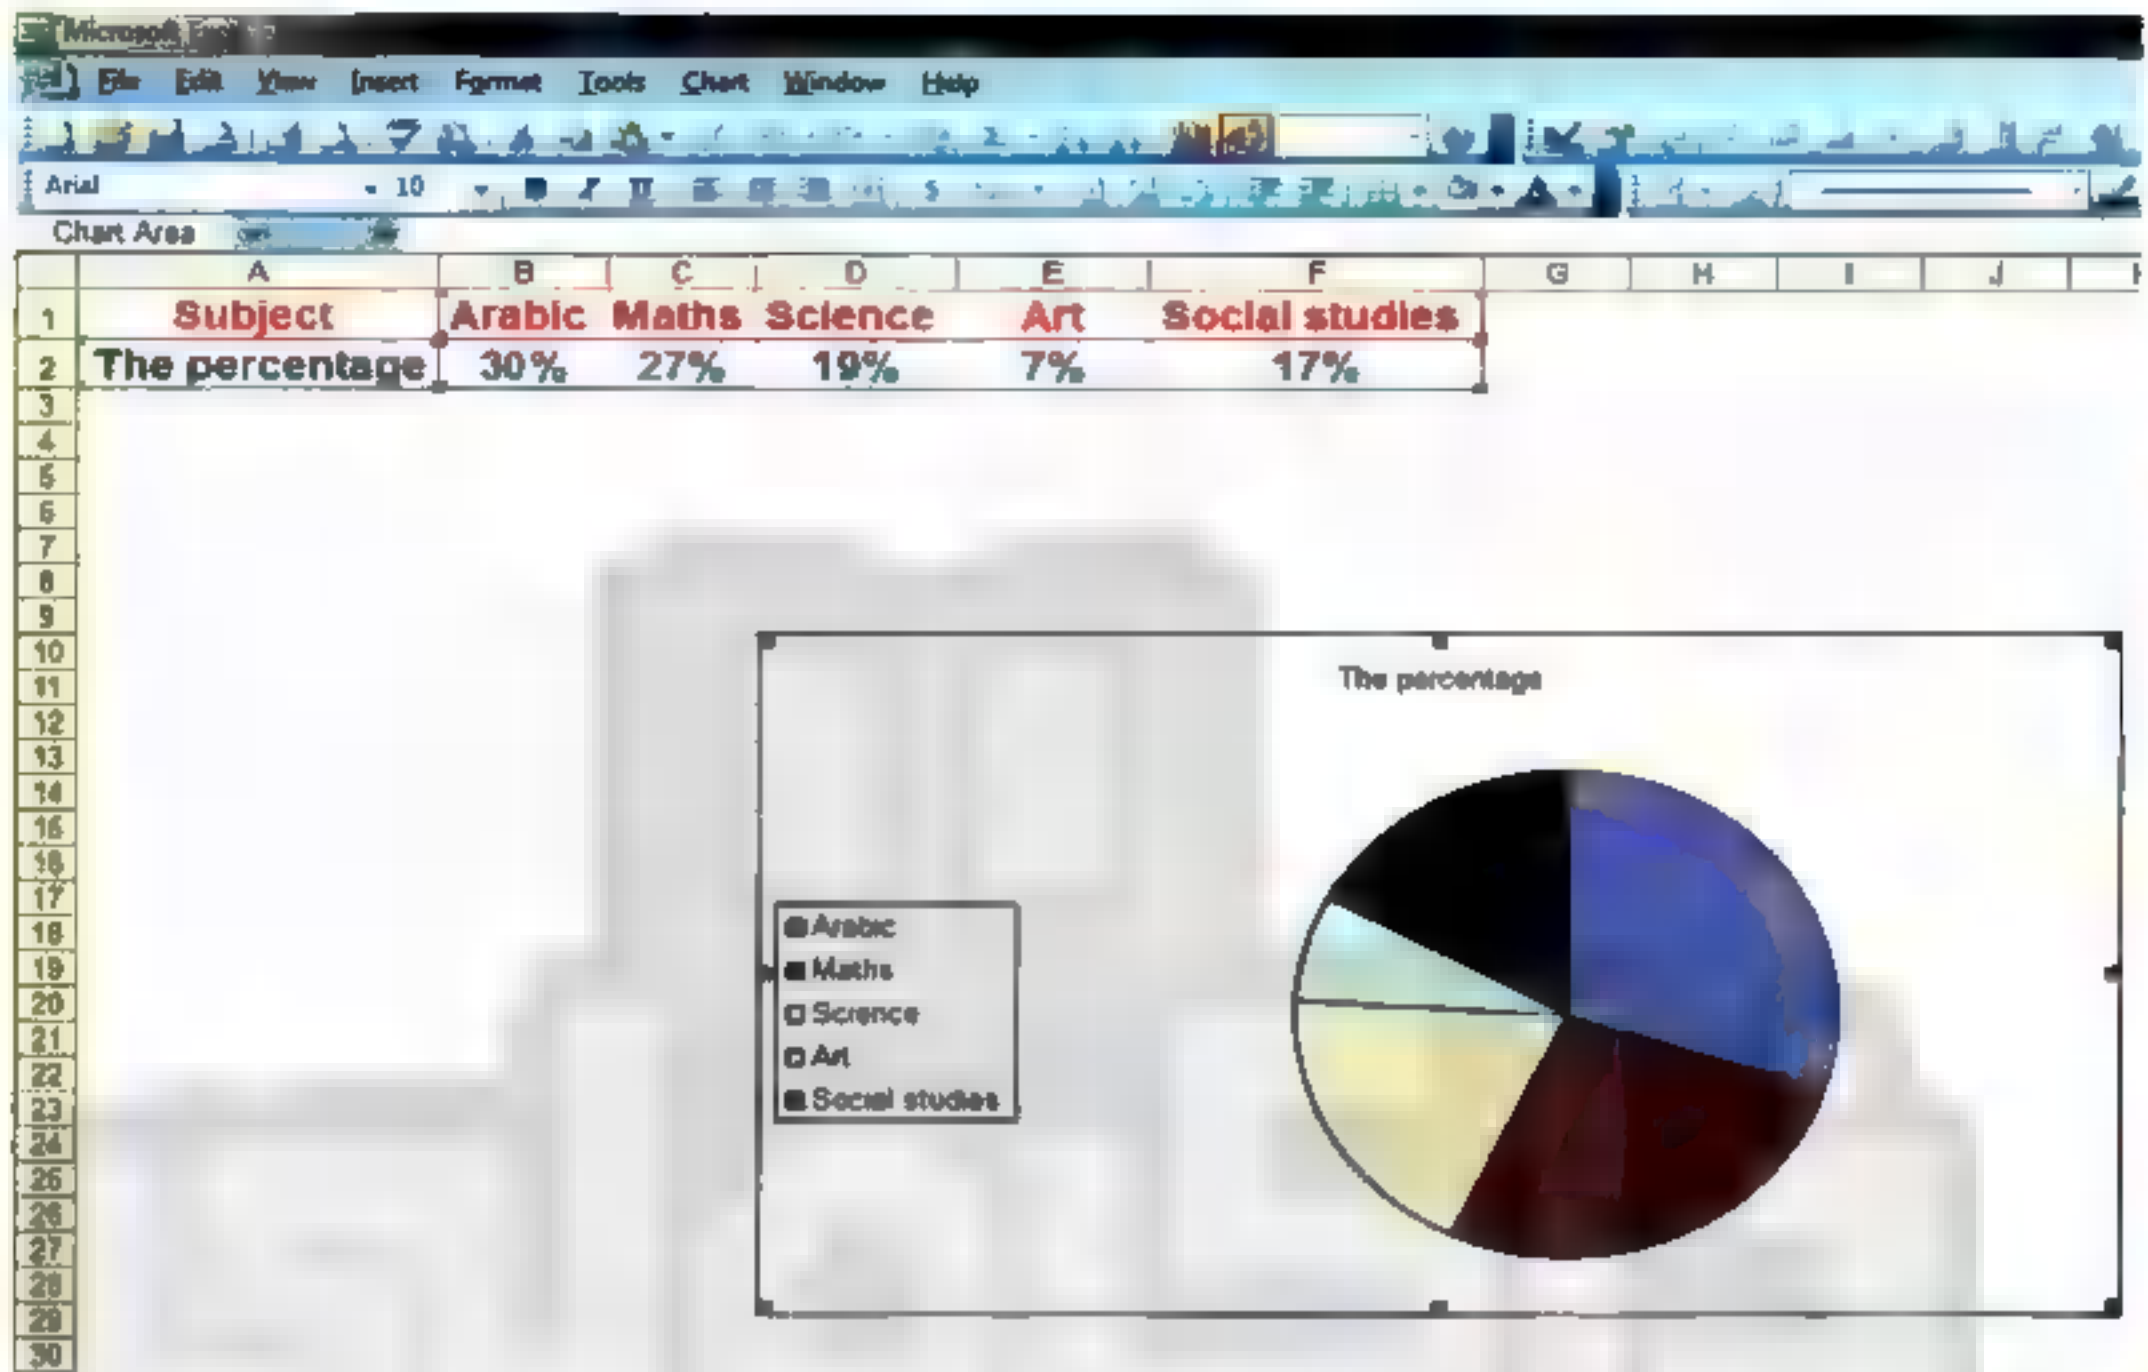 Microsoft
File Edit View Insert Format Tools Chart Window Help
Arial 10
Chart Area
A B C D E F G H I J
1 Subject Arabic Maths Science Art Social studies
2 The percentage 30% 27% 19% 7% 17%
3
4
5
6
7
8
9
10
11
12
13
14
15
16
17
18
19
20
21
22
23
24
25
26
27
28
29
30
The percentage
Arabic
Maths
Science
Art
Social studies